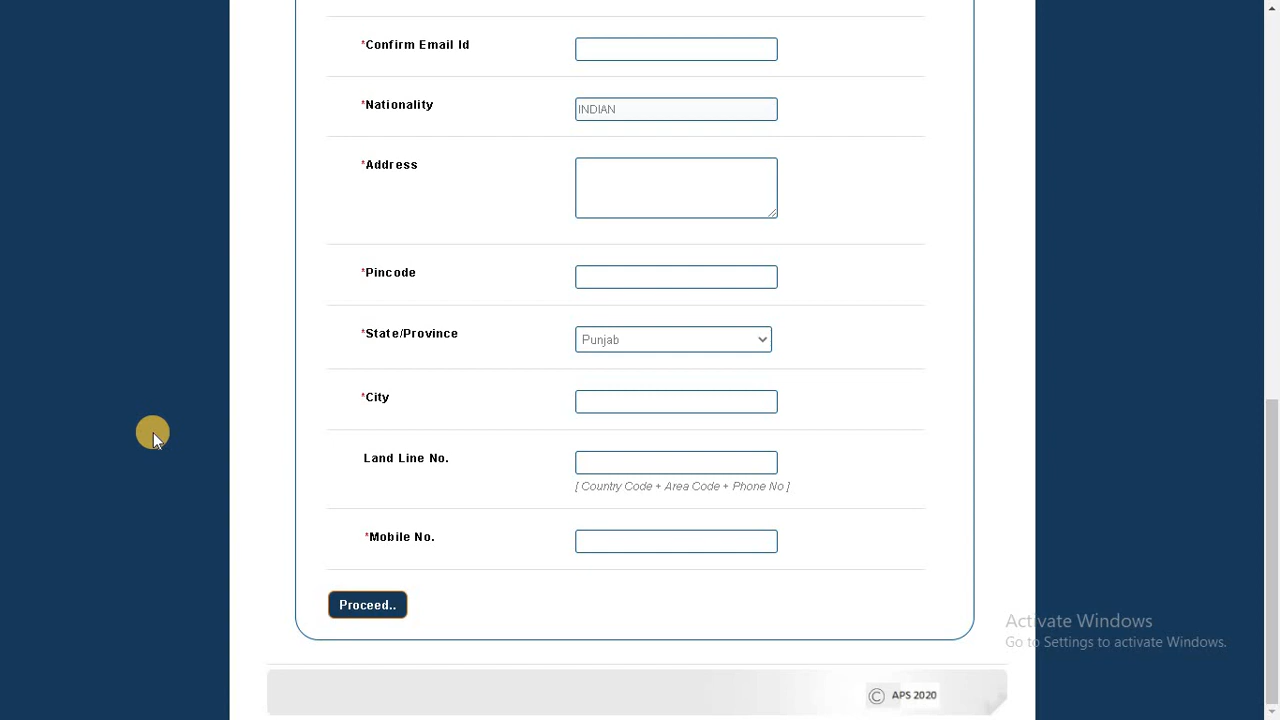 *Confirm Email Id
*Nationality
INDIAN
*Address
*Pincode
*State/Province
Punjab
*City
Land Line No.
[ Country Code + Area Code + Phone No ]
*Mobile No.
Proceed..
Activate Windows
Go to Settings to activate Windows.
© APS 2020